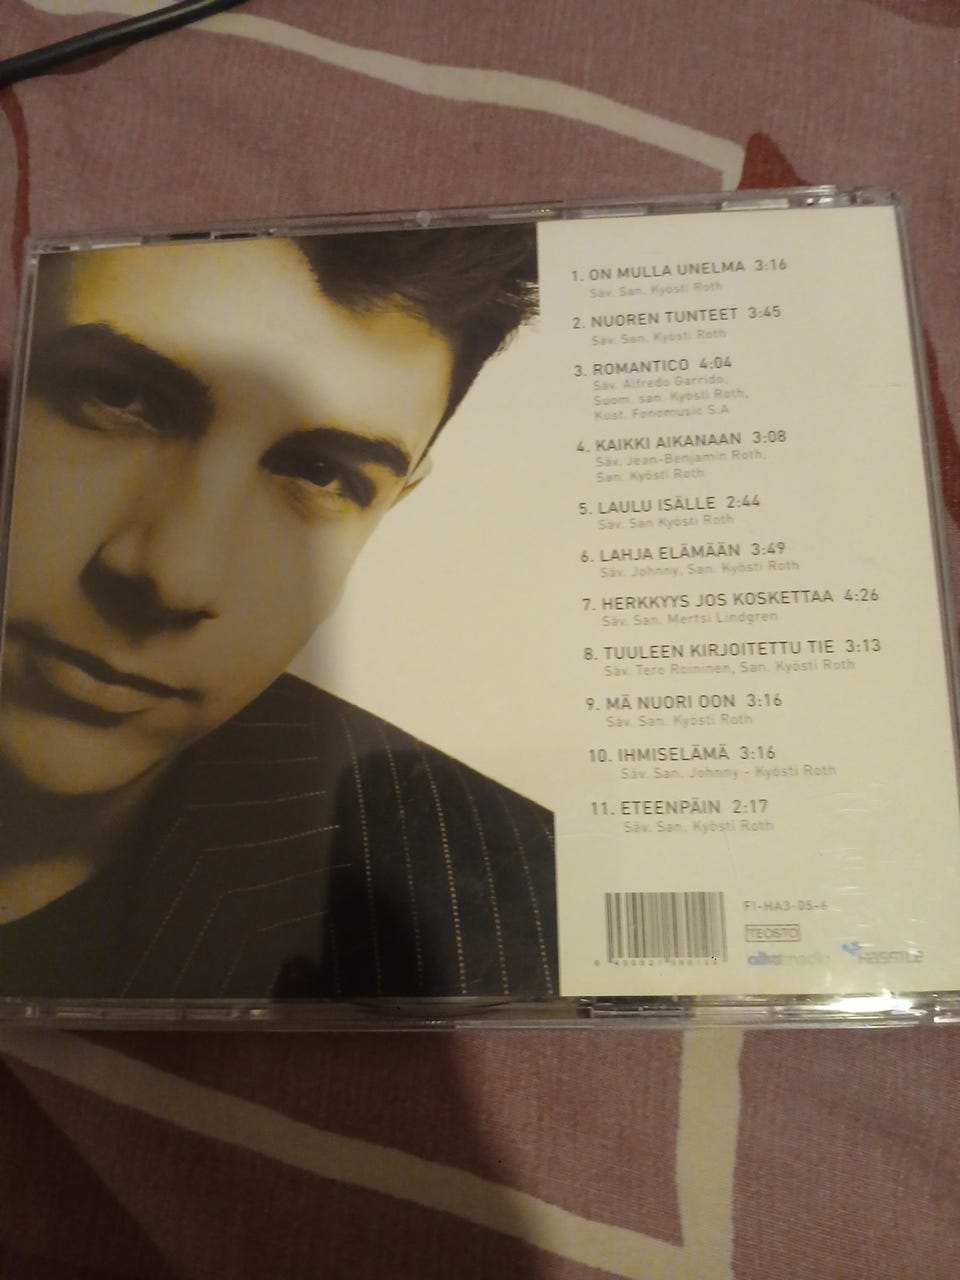 1. ON MULLA UNELMA 3:16
Säv. San. Kyösti Roth
2. NUOREN TUNTEET 3:45
Säv. San. Kyösti Roth
3. ROMANTICO 4:04
Säv. Alfredo Garrido,
Suom. san. Kyösti Roth,
Kust. Fonomusic S.A
4. KAIKKI AIKANAAN 3:08
Säv. Jean-Benjamin Roth,
San. Kyösti Roth
5. LAULU ISÄLLE 2:44
Säv. San Kyösti Roth
6. LAHJA ELÄMÄÄN 3:49
Säv. Johnny, San. Kyösti Roth
7. HERKKYYS JOS KOSKETTAA 4:26
Säv. San. Mertsi Lindgren
8. TUULEEN KIRJOITETTU TIE 3:13
Säv. Tero Roininen, San. Kyösti Roth
9. MÄ NUORI OON 3:16
Säv. San. Kyösti Roth
10. IHMISELÄMÄ 3:16
Säv. San. Johnny - Kyösti Roth
11. ETEENPÄIN 2:17
Säv. San. Kyösti Roth
FI-HA3-05-6
TEOSTO